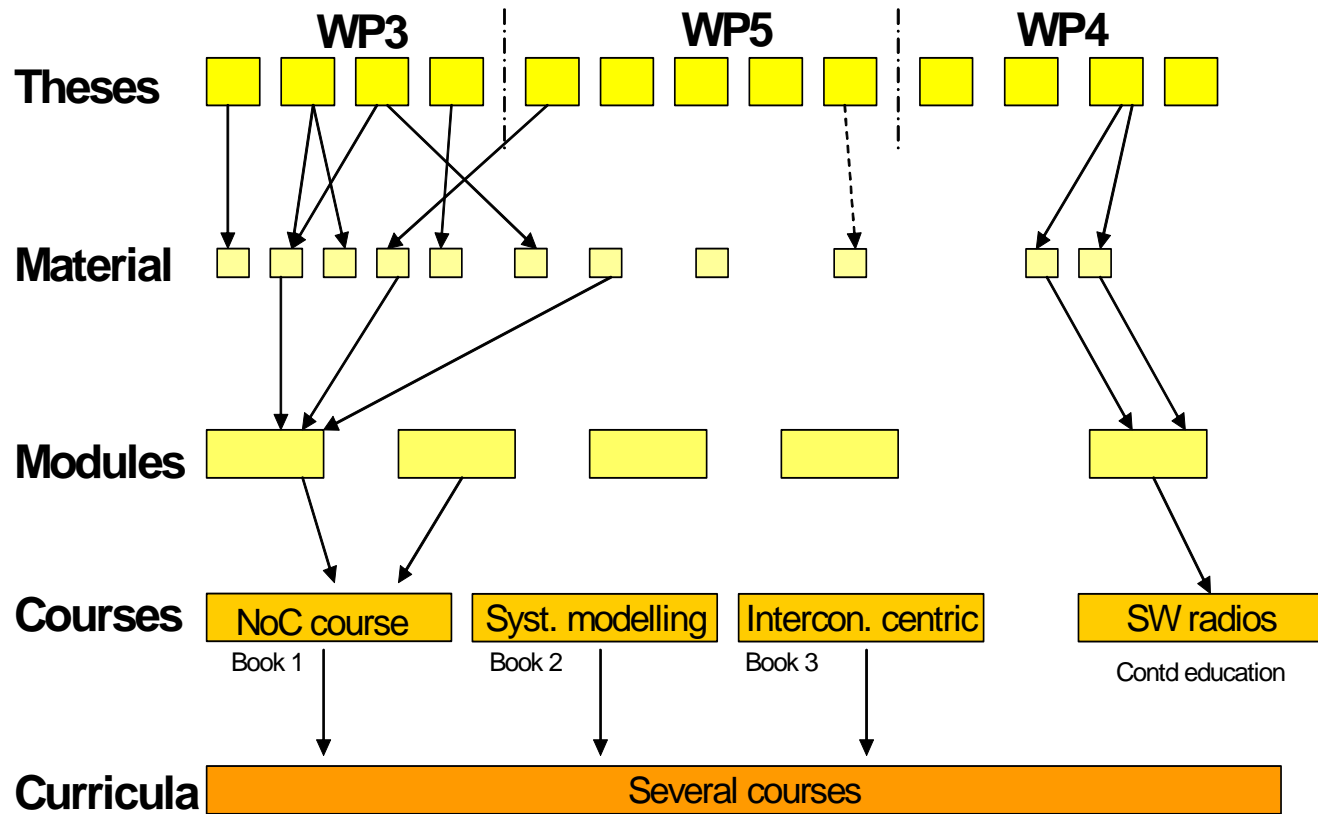 WP3 WP5 WP4
Theses
Material
Modules
Courses NoC course Syst. modelling Intercon. centric SW radios
Book 1 Book 2 Book 3 Contd education
Curricula Several courses